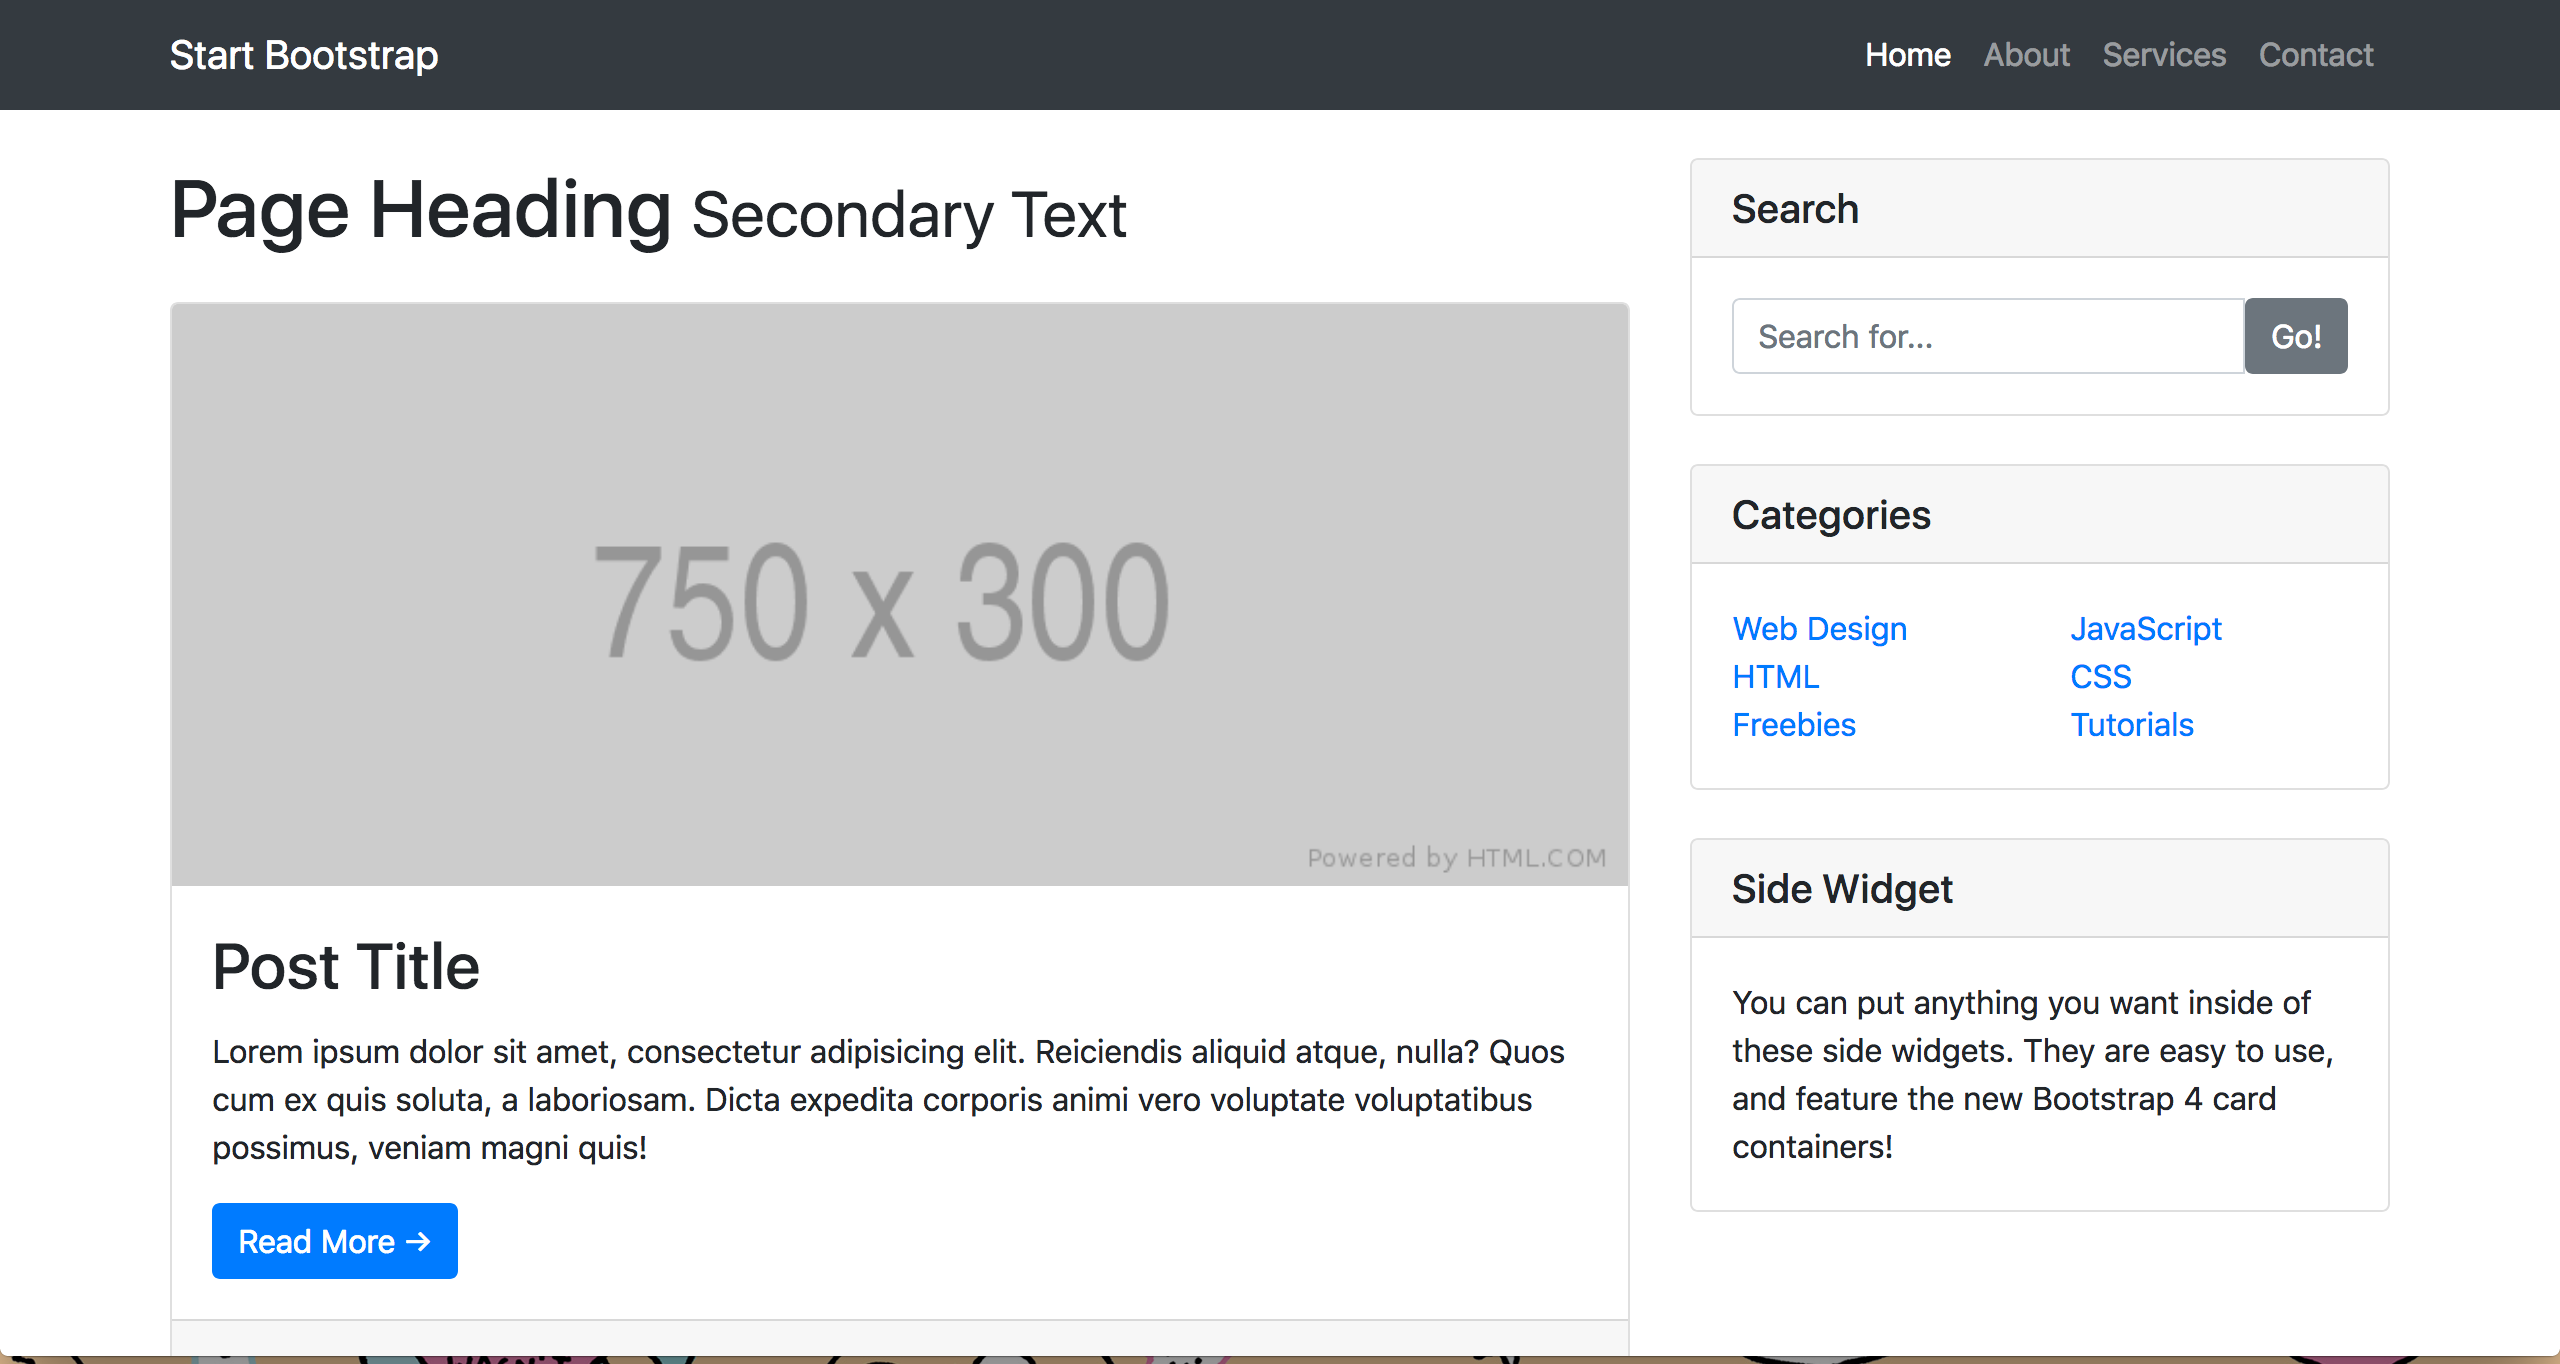 Start Bootstrap
Home About Services Contact
Page Heading Secondary Text
750 x 300
Powered by HTML.COM
Post Title
Lorem ipsum dolor sit amet, consectetur adipisicing elit. Reiciendis aliquid atque, nulla? Quos
cum ex quis soluta, a laboriosam. Dicta expedita corporis animi vero voluptate voluptatibus
possimus, veniam magni quis!
Read More →
Search
Search for...
Go!
Categories
Web Design
HTML
Freebies
JavaScript
CSS
Tutorials
Side Widget
You can put anything you want inside of
these side widgets. They are easy to use,
and feature the new Bootstrap 4 card
containers!